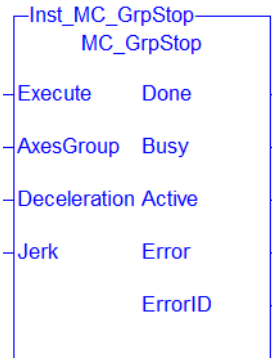 Inst_MC_GrpStop
MC_GrpStop
Execute Done
AxesGroup Busy
Deceleration Active
Jerk Error
ErrorID